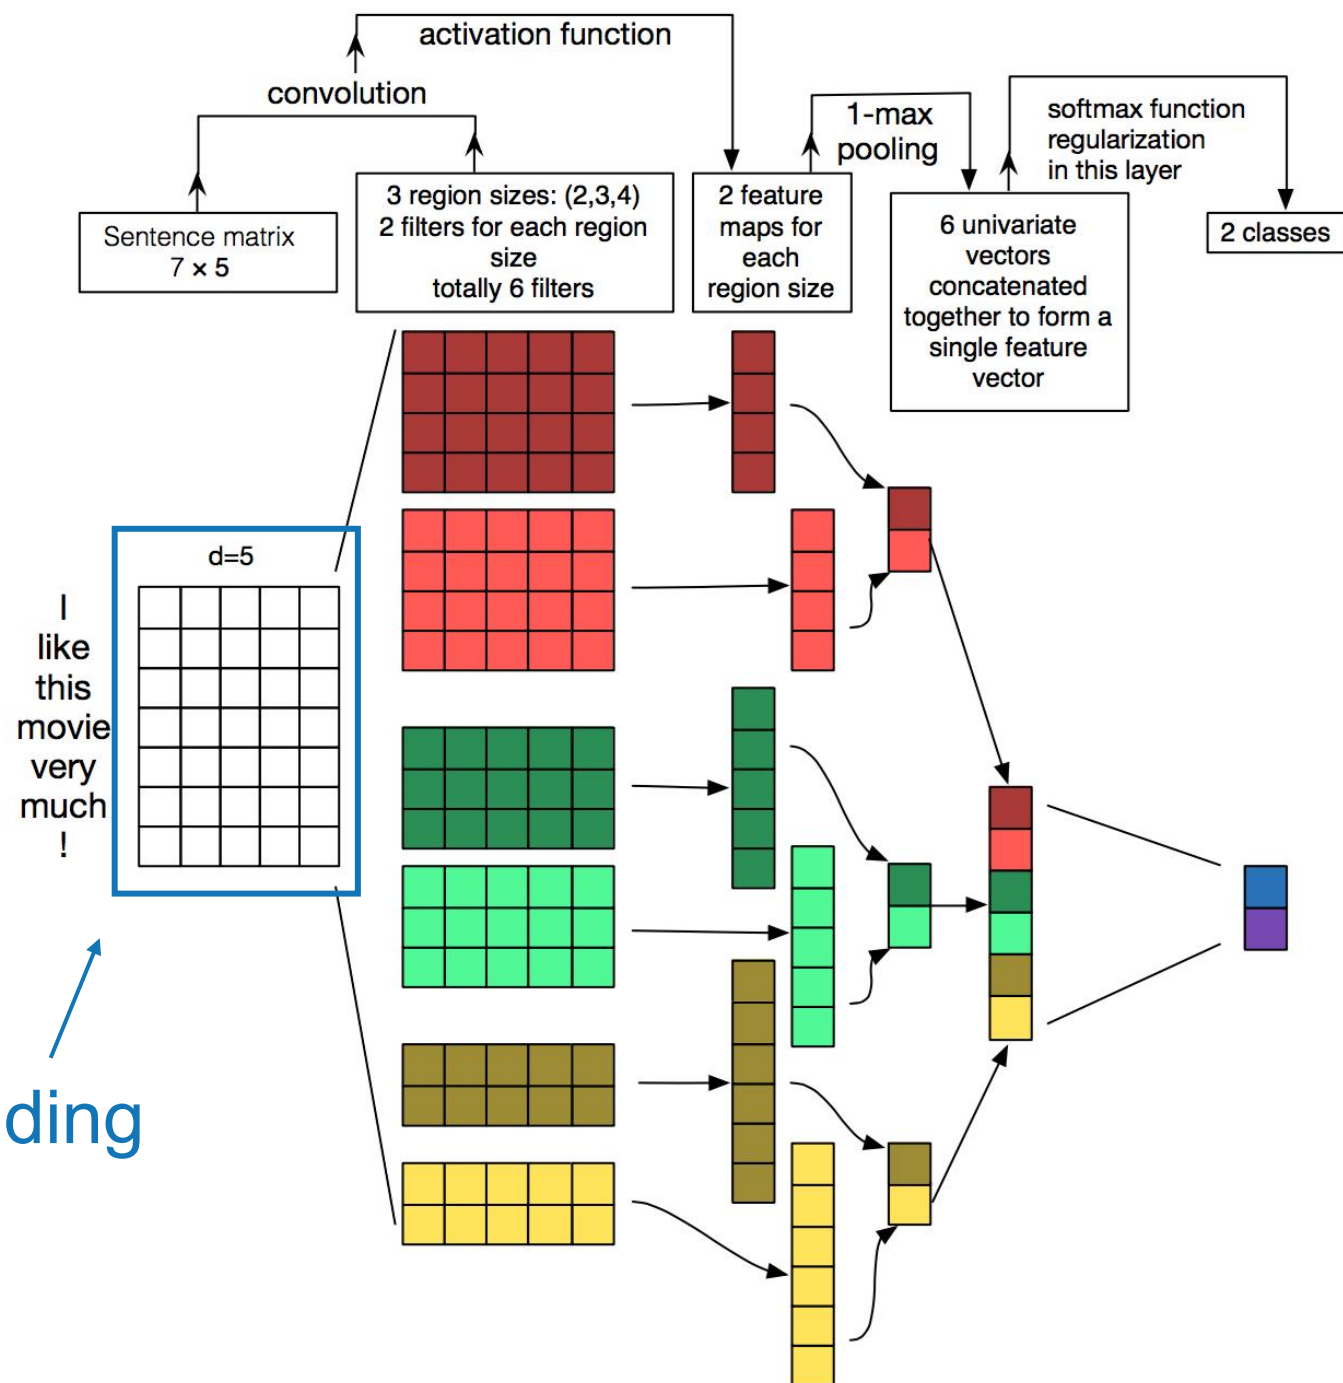 activation function
convolution
1-max
pooling
softmax function
regularization
in this layer
Sentence matrix
7 × 5
3 region sizes: (2,3,4)
2 filters for each region
size
totally 6 filters
2 feature
maps for
each
region size
6 univariate
vectors
concatenated
together to form a
single feature
vector
2 classes
d=5
I
like
this
movie
very
much
!
ding